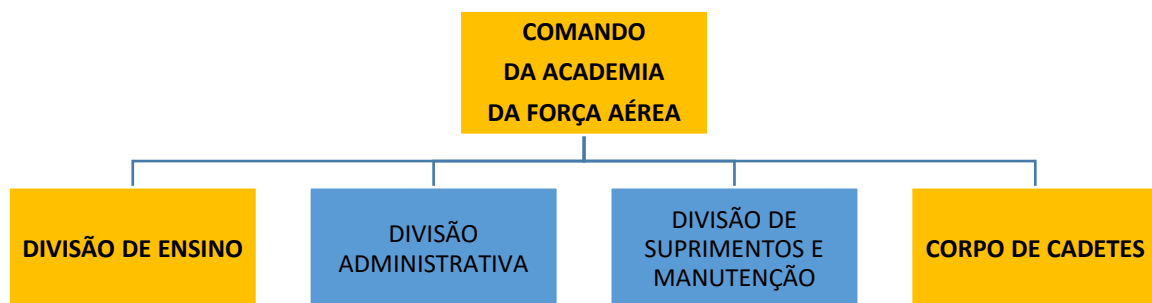 COMANDO
DA ACADEMIA
DA FORÇA AÉREA
DIVISÃO DE ENSINO
DIVISÃO
ADMINISTRATIVA
DIVISÃO DE
SUPRIMENTOS E
MANUTENÇÃO
CORPO DE CADETES